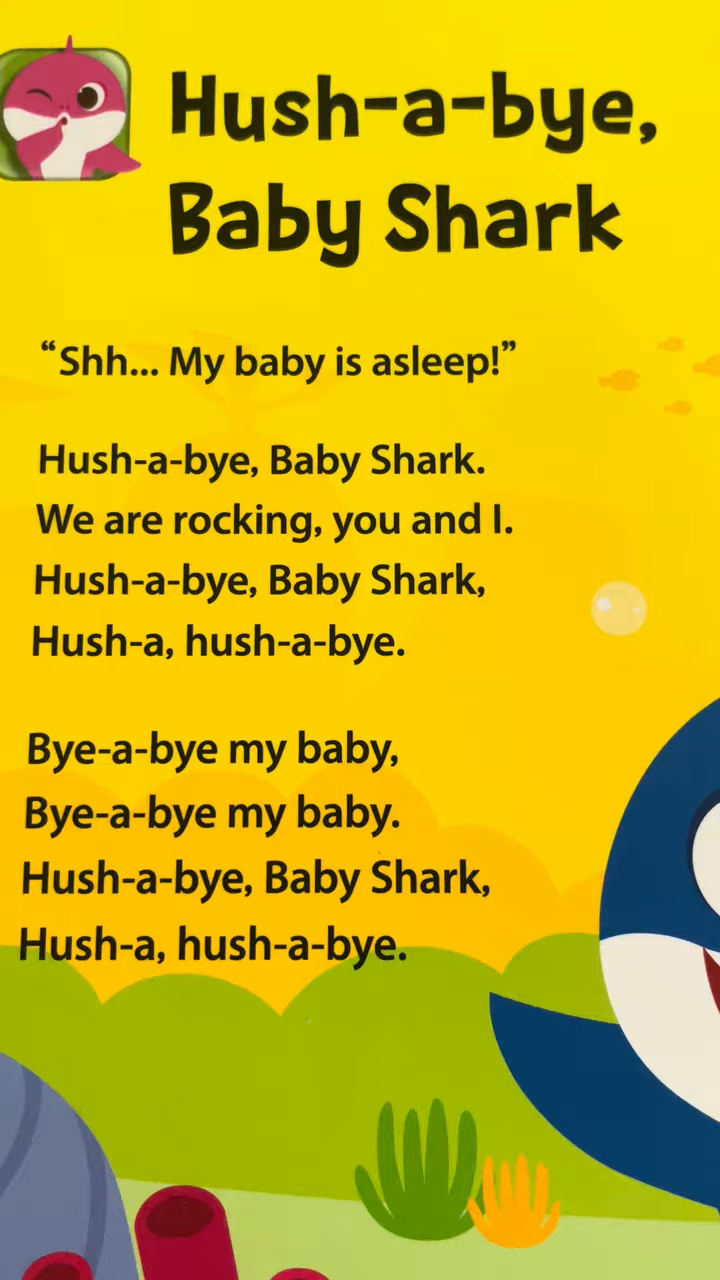 Hush-a-bye,
Baby Shark
“Shh... My baby is asleep!”
Hush-a-bye, Baby Shark.
We are rocking, you and I.
Hush-a-bye, Baby Shark,
Hush-a, hush-a-bye.
Bye-a-bye my baby,
Bye-a-bye my baby.
Hush-a-bye, Baby Shark,
Hush-a, hush-a-bye.